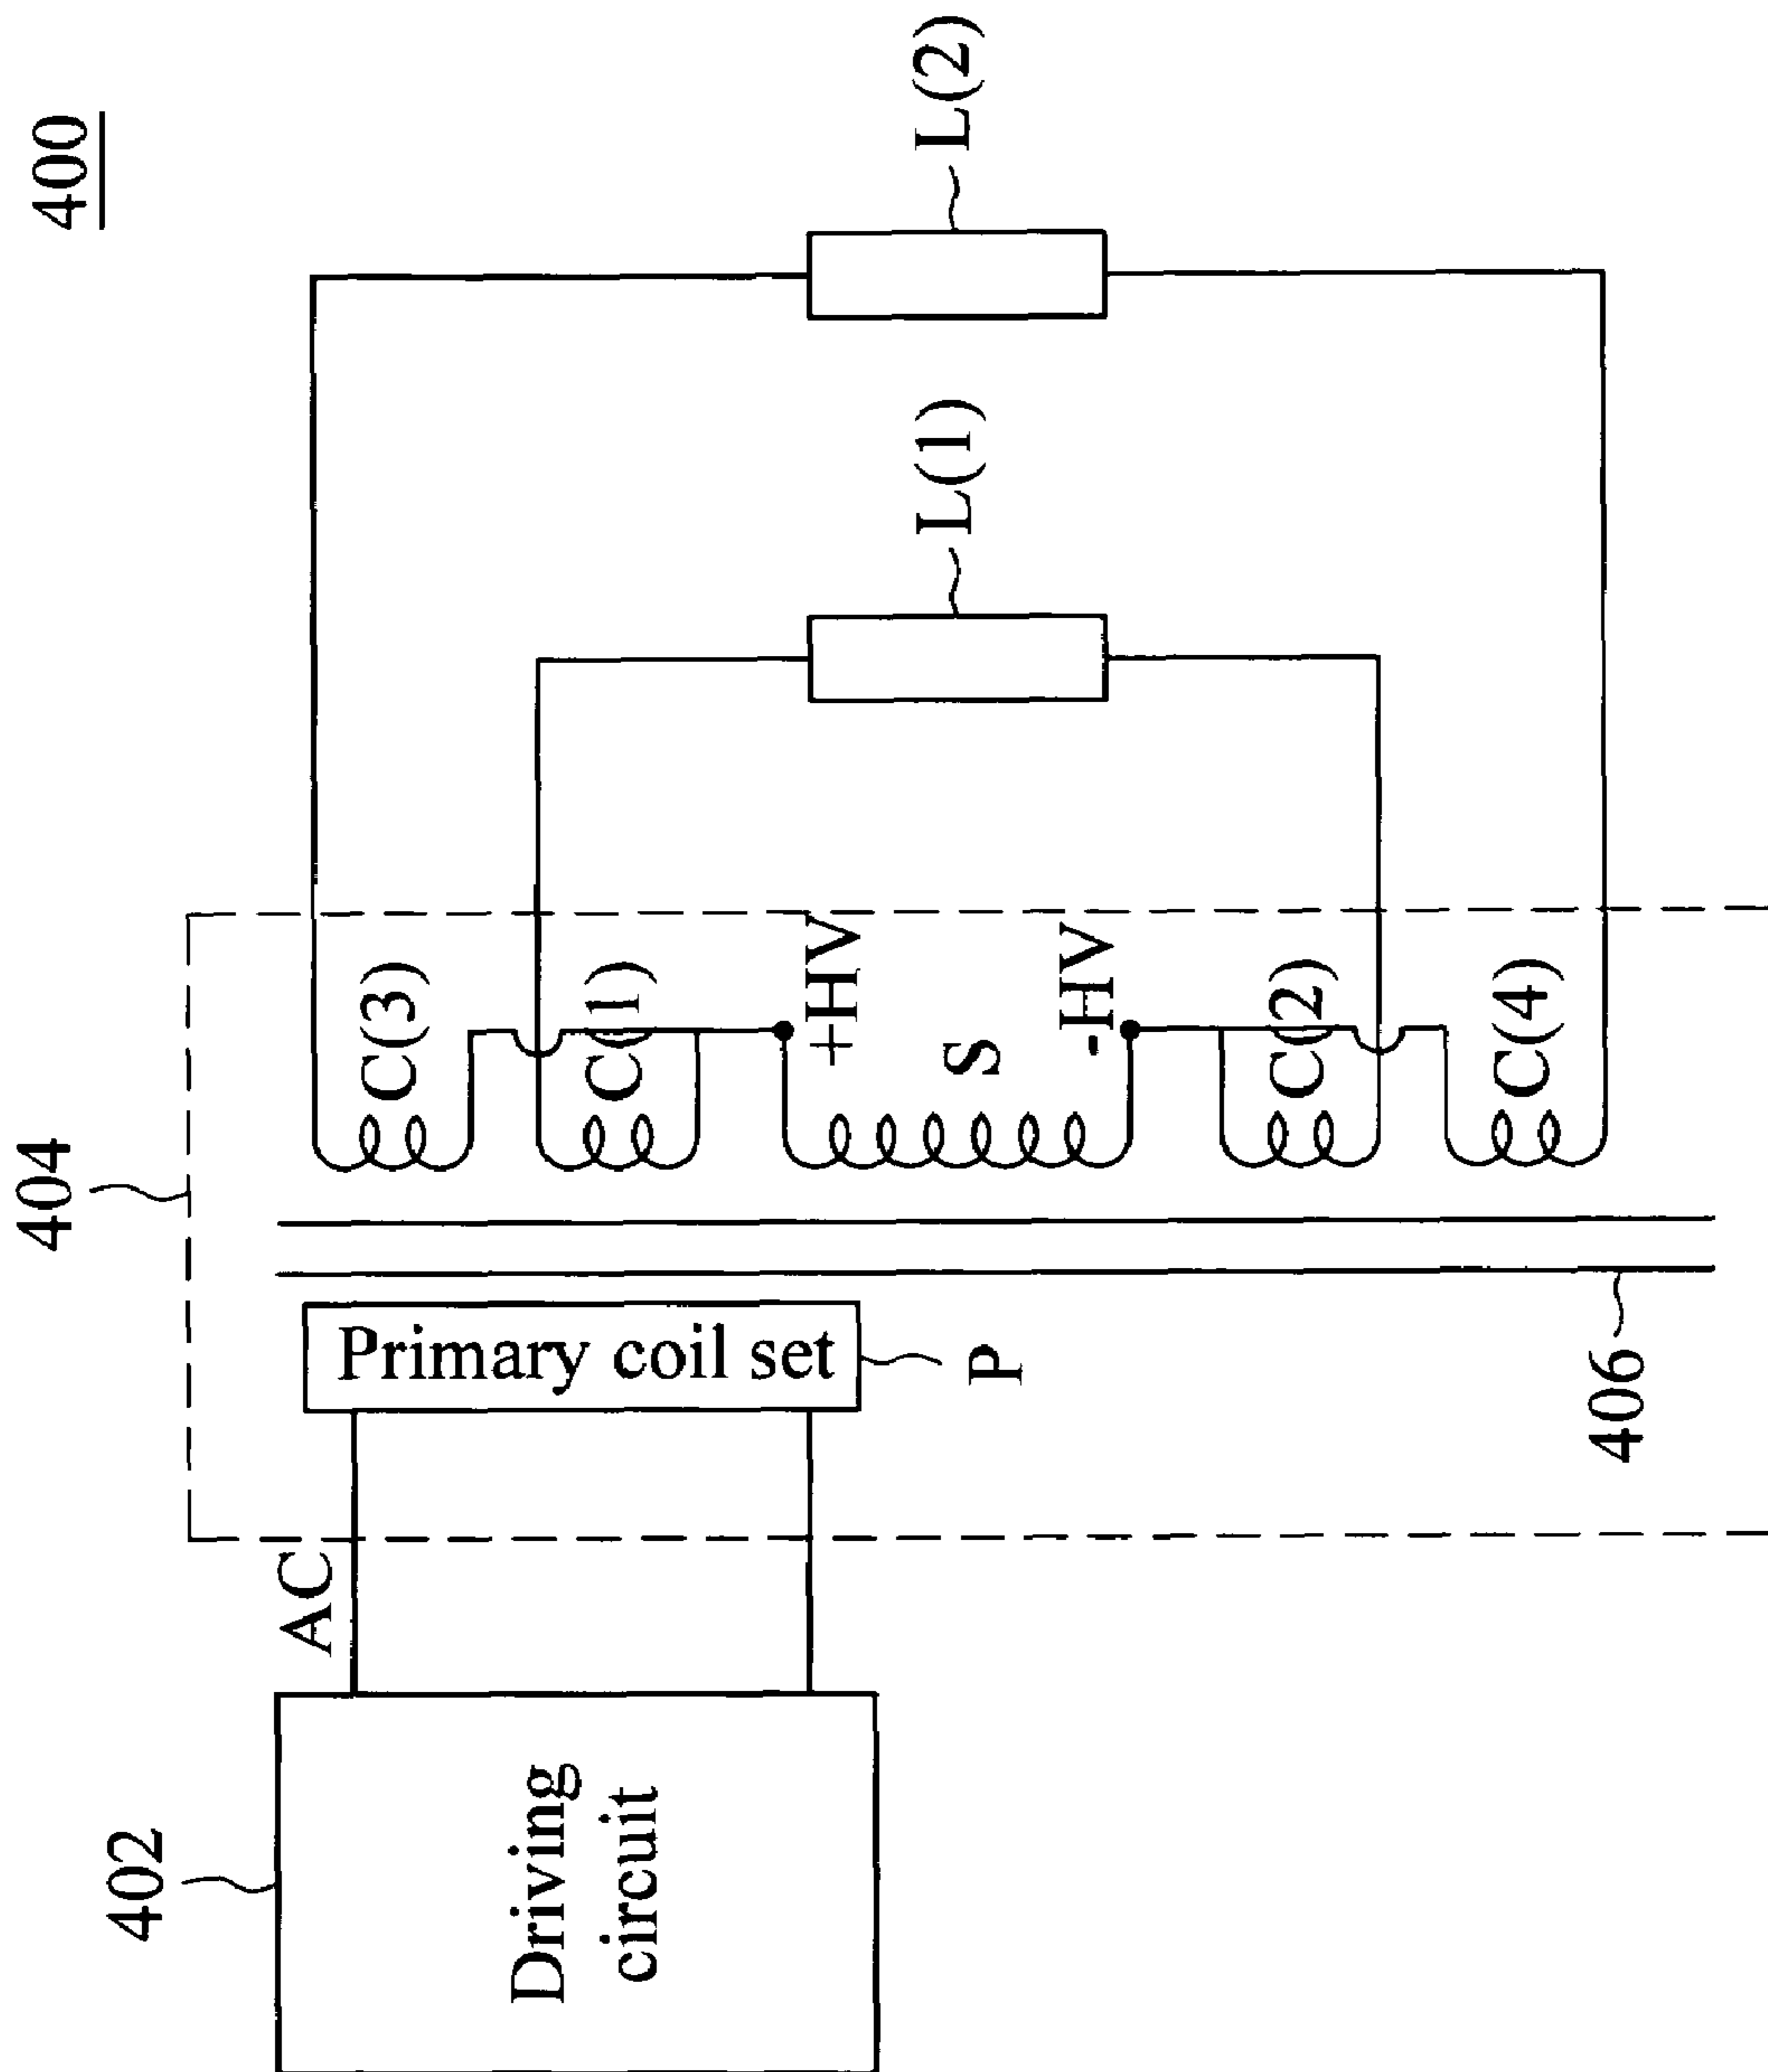 400
402
Driving
circuit
AC
404
Primary coil set
P
406
C(3)
C(1)
+HV
S
-HV
C(2)
C(4)
L(1)
L(2)